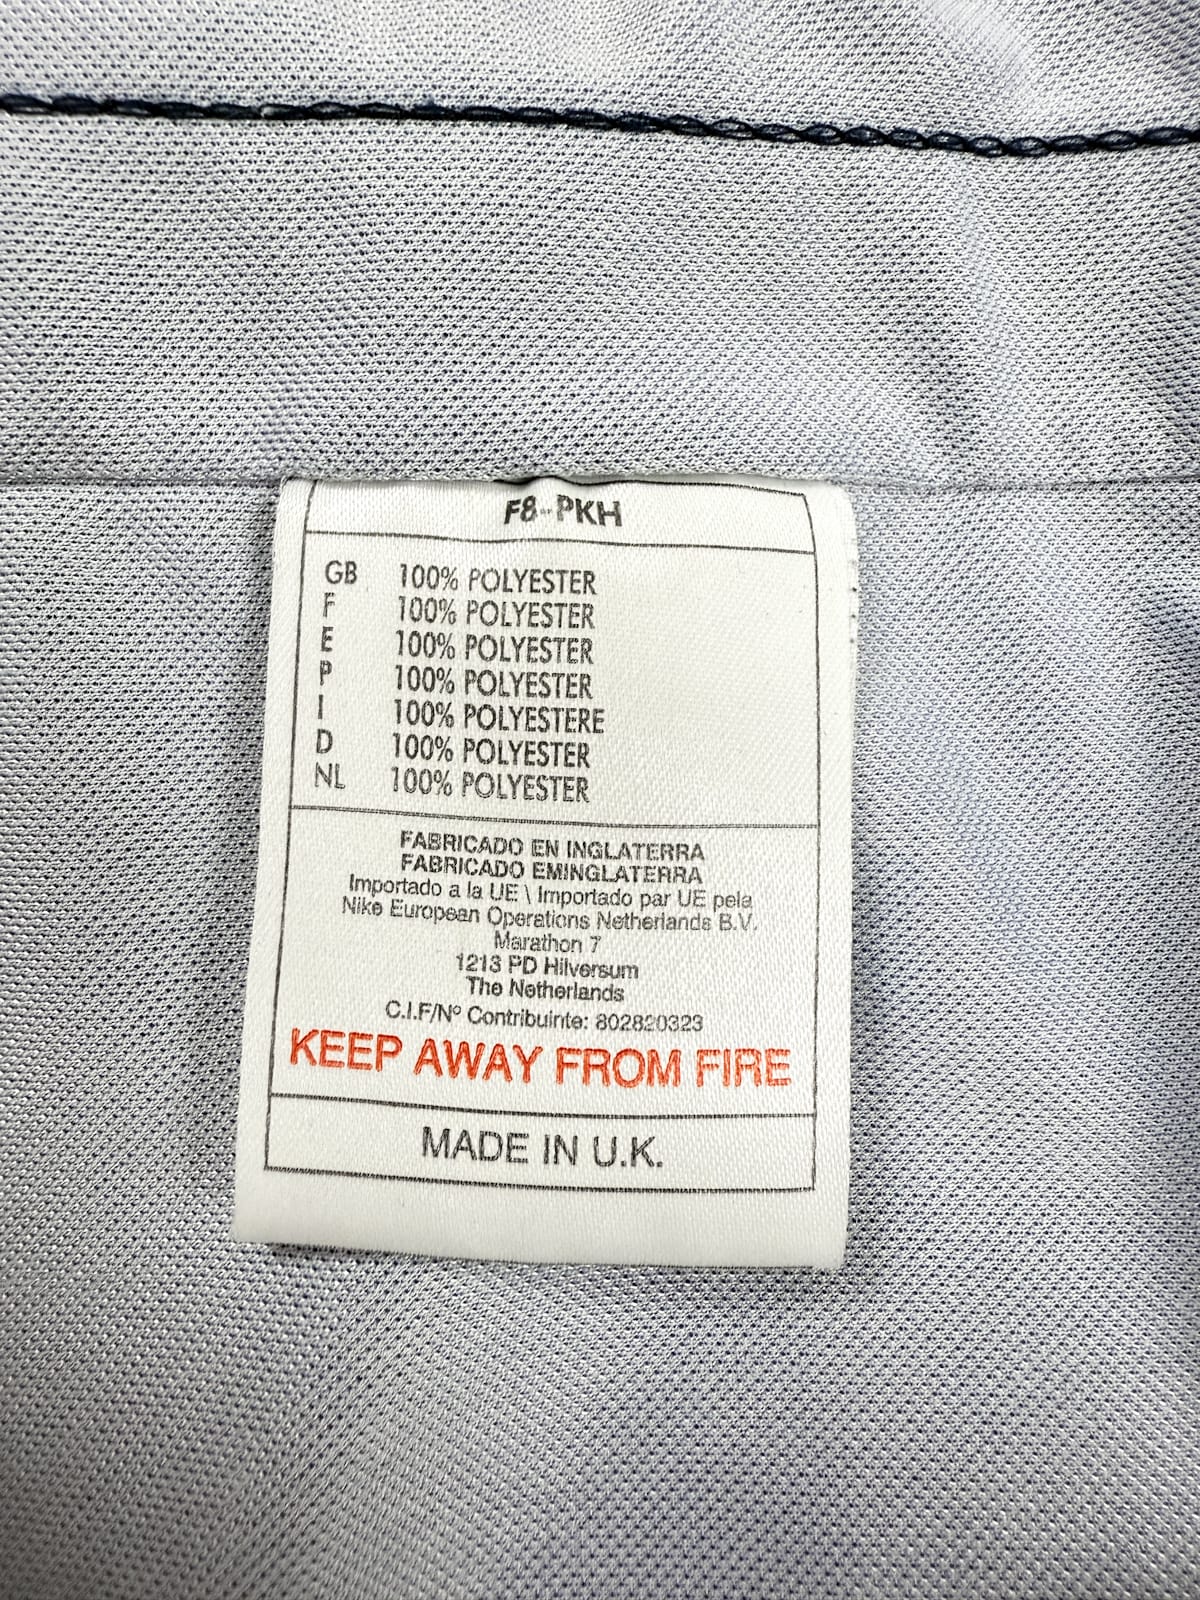 F8-PKH
GB 100% POLYESTER
F 100% POLYESTER
E 100% POLYESTER
P 100% POLYESTER
I 100% POLYESTERE
D 100% POLYESTER
NL 100% POLYESTER
FABRICADO EN INGLATERRA
FABRICADO EMINGLATERRA
Importado a la UE \ Importado par UE pela
Nike European Operations Netherlands B.V.
Marathon 7
1213 PD Hilversum
The Netherlands
C.I.F/Nº Contribuinte: 802820323
KEEP AWAY FROM FIRE
MADE IN U.K.